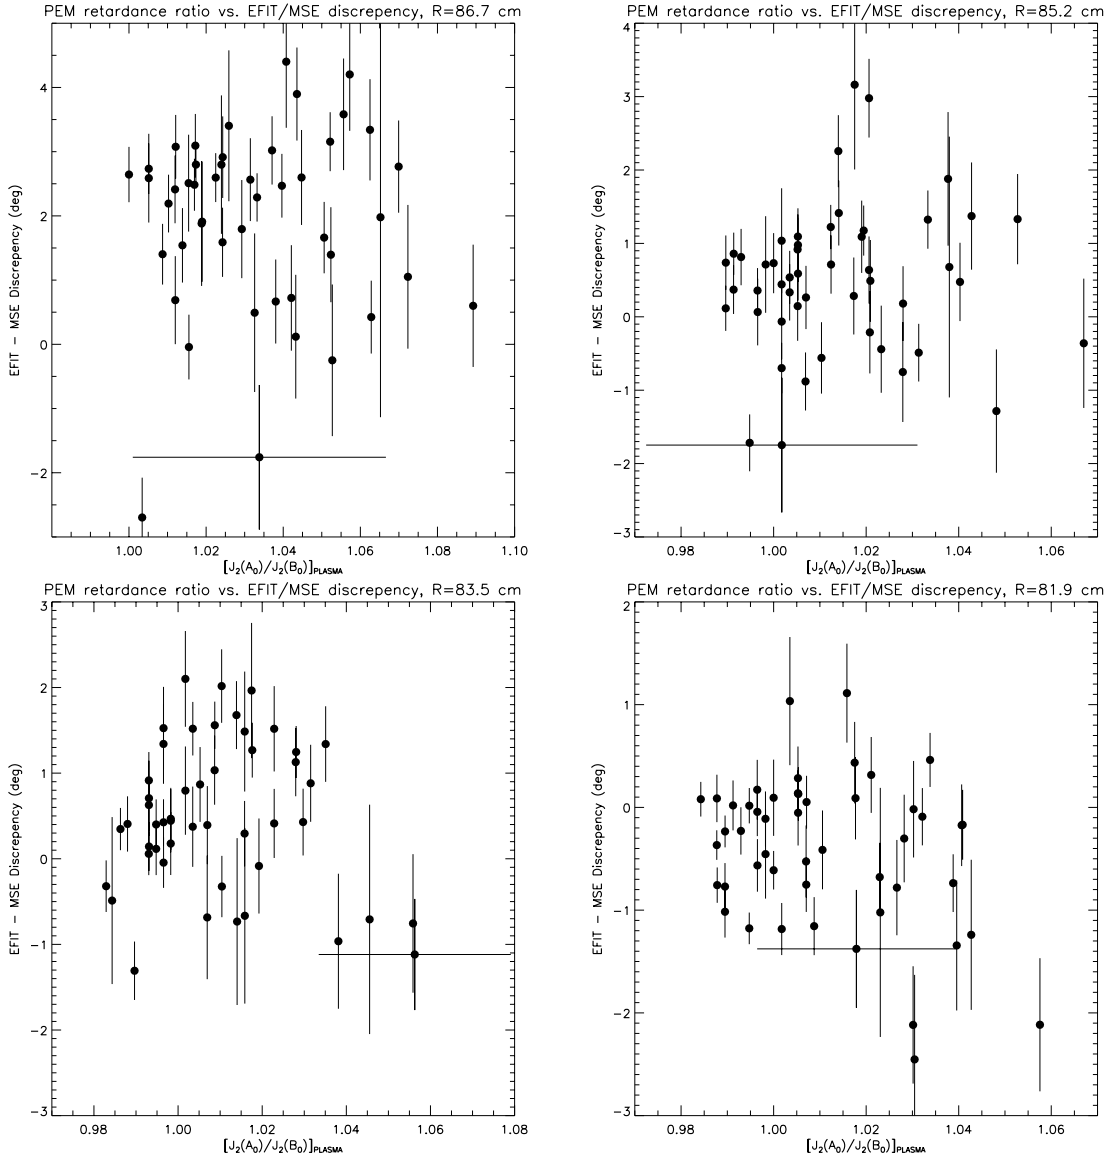 PEM retardance ratio vs. EFIT/MSE discrepency, R=86.7 cm
EFIT – MSE Discrepency (deg)
4
2
0
−2
1.00 1.02 1.04 1.06 1.08 1.10
[J₂(A₀)/J₂(B₀)]PLASMA
PEM retardance ratio vs. EFIT/MSE discrepency, R=85.2 cm
EFIT – MSE Discrepency (deg)
4
3
2
1
0
−1
−2
−3
0.98 1.00 1.02 1.04 1.06
[J₂(A₀)/J₂(B₀)]PLASMA
PEM retardance ratio vs. EFIT/MSE discrepency, R=83.5 cm
EFIT – MSE Discrepency (deg)
3
2
1
0
−1
−2
−3
0.98 1.00 1.02 1.04 1.06 1.08
[J₂(A₀)/J₂(B₀)]PLASMA
PEM retardance ratio vs. EFIT/MSE discrepency, R=81.9 cm
EFIT – MSE Discrepency (deg)
2
1
0
−1
−2
−3
0.98 1.00 1.02 1.04 1.06
[J₂(A₀)/J₂(B₀)]PLASMA